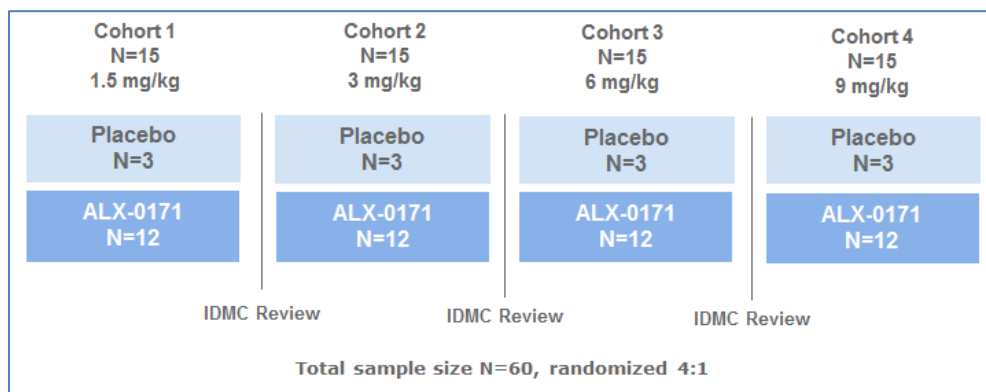 Cohort 1
N=15
1.5 mg/kg
Cohort 2
N=15
3 mg/kg
Cohort 3
N=15
6 mg/kg
Cohort 4
N=15
9 mg/kg
Placebo
N=3
Placebo
N=3
Placebo
N=3
Placebo
N=3
ALX-0171
N=12
ALX-0171
N=12
ALX-0171
N=12
ALX-0171
N=12
IDMC Review
IDMC Review
IDMC Review
Total sample size N=60, randomized 4:1